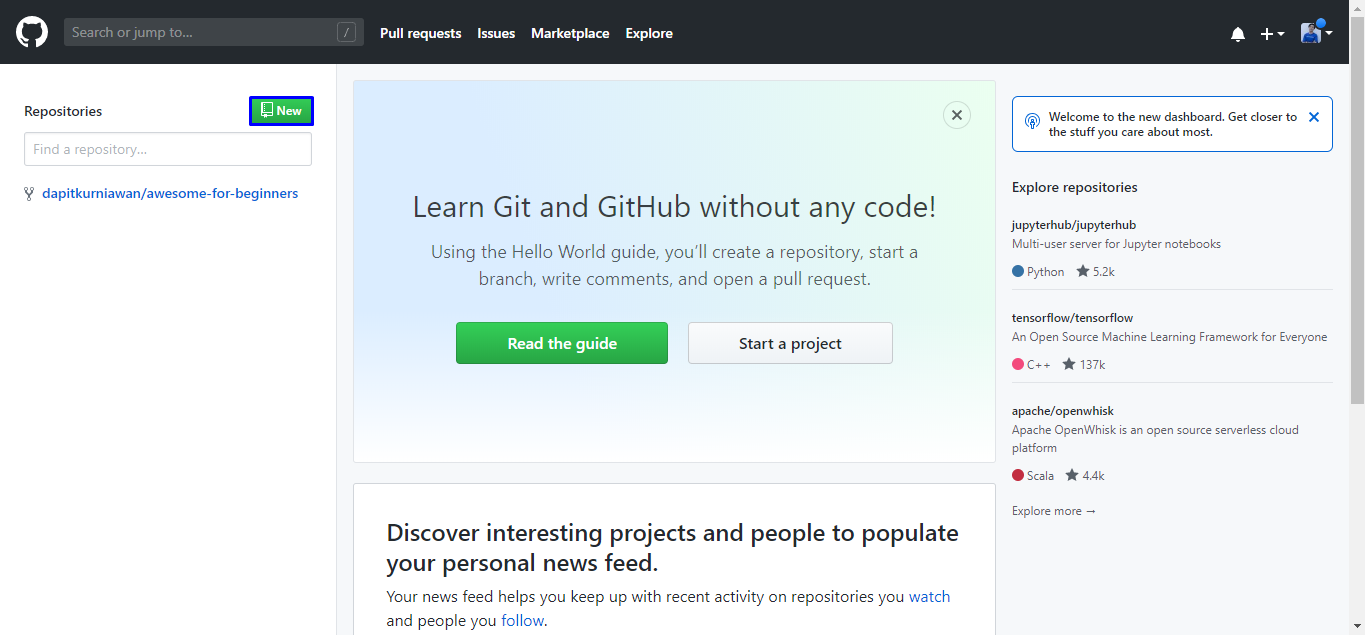 Search or jump to...
/
Pull requests
Issues
Marketplace
Explore
Repositories
New
Find a repository...
dapitkurniawan/awesome-for-beginners
Learn Git and GitHub without any code!
Using the Hello World guide, you’ll create a repository, start a
branch, write comments, and open a pull request.
Read the guide
Start a project
Discover interesting projects and people to populate
your personal news feed.
Your news feed helps you keep up with recent activity on repositories you watch
and people you follow.
Welcome to the new dashboard. Get closer to
the stuff you care about most.
Explore repositories
jupyterhub/jupyterhub
Multi-user server for Jupyter notebooks
Python 5.2k
tensorflow/tensorflow
An Open Source Machine Learning Framework for Everyone
C++ 137k
apache/openwhisk
Apache OpenWhisk is an open source serverless cloud
platform
Scala 4.4k
Explore more →